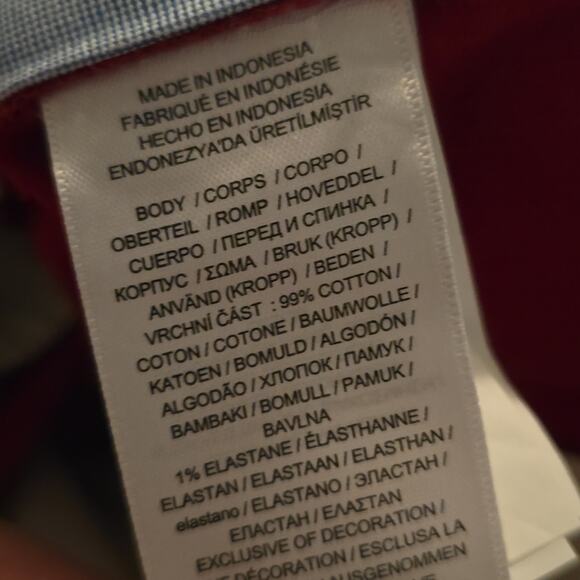 MADE IN INDONESIA
FABRIQUÉ EN INDONÉSIE
HECHO EN INDONESIA
ENDONEZYA'DA ÜRETİLMİŞTİR
BODY / CORPS / CORPO /
OBERTEIL / ROMP / HOVEDDEL /
CUERPO / ПЕРЕД И СПИНКА /
КОРПУС / ΣΩΜΑ / BRUK (KROPP) /
ANVÄND (KROPP) / BEDEN /
VRCHNÍ ČÁST : 99% COTTON /
COTON / COTONE / BAUMWOLLE /
KATOEN / BOMULD / ALGODÓN /
ALGODÃO / ХЛОПОК / ПАМУК /
BAMBAKI / BOMULL / PAMUK /
BAVLNA
1% ELASTANE / ÉLASTHANNE /
ELASTAN / ELASTAAN / ELASTHAN /
elastano / ELASTANO / ЭЛАСТАН /
ЕЛАСТАН / ΕΛΑΣΤΑΝ
EXCLUSIVE OF DECORATION /
DÉCORATION / ESCLUSA LA
AUSGENOMMEN